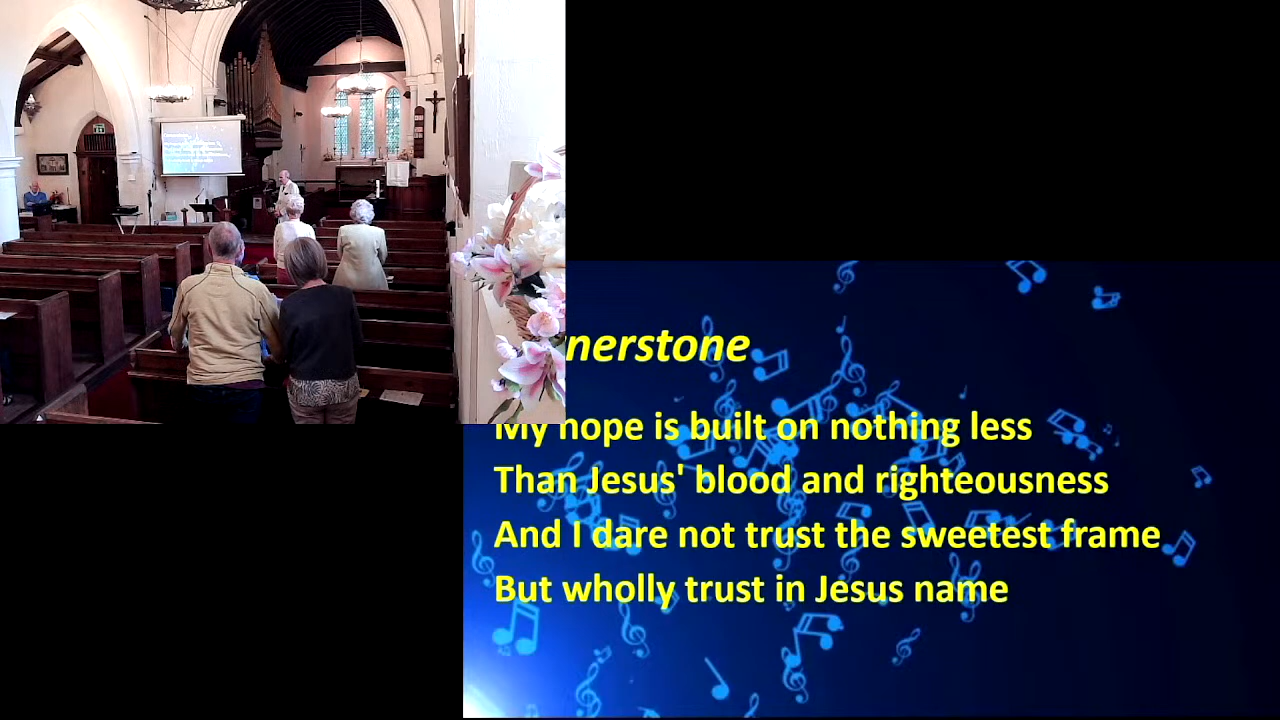 nerstone
My hope is built on nothing less
Than Jesus' blood and righteousness
And I dare not trust the sweetest frame
But wholly trust in Jesus name